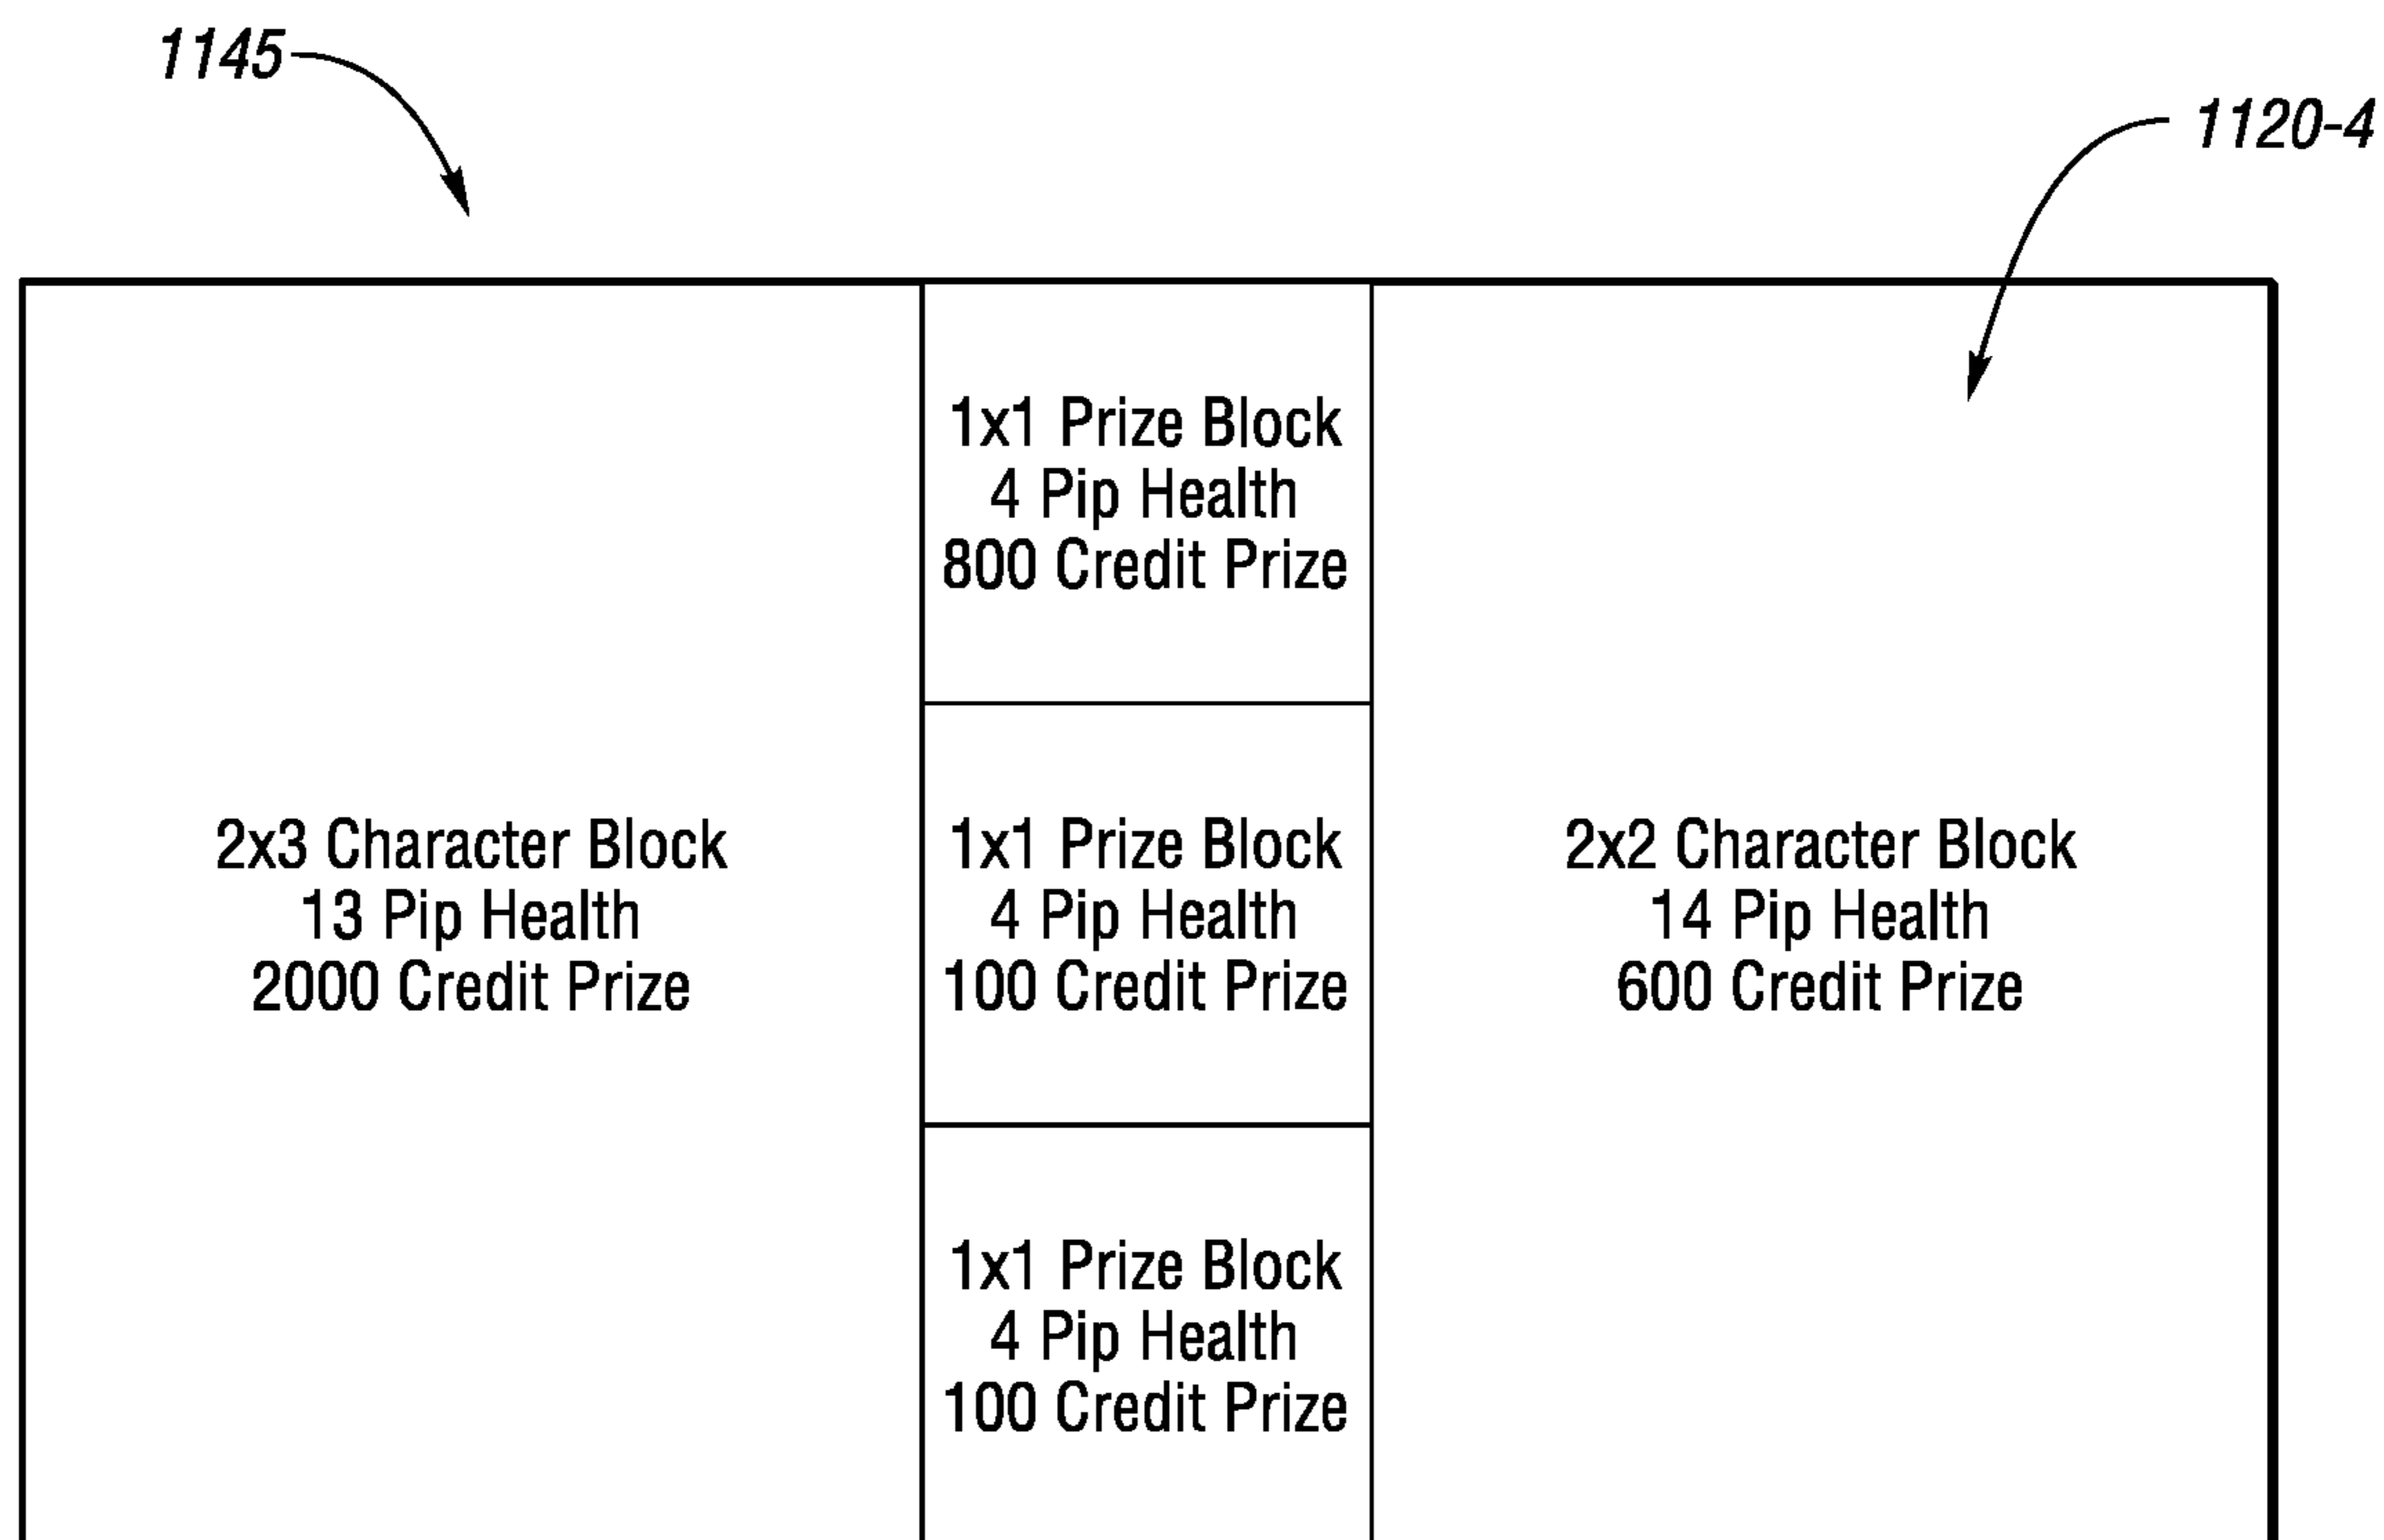 1145
1120-4
1x1 Prize Block
4 Pip Health
800 Credit Prize
2x3 Character Block
13 Pip Health
2000 Credit Prize
1x1 Prize Block
4 Pip Health
100 Credit Prize
2x2 Character Block
14 Pip Health
600 Credit Prize
1x1 Prize Block
4 Pip Health
100 Credit Prize